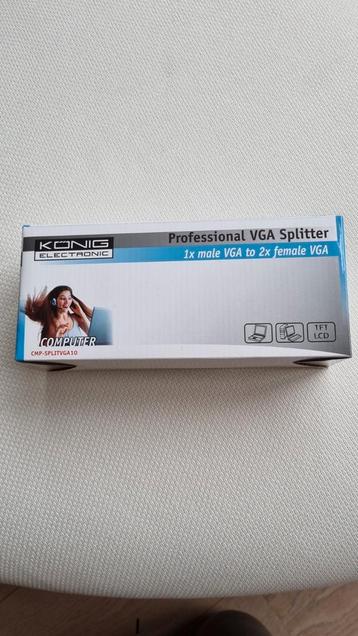 KÖNIG
ELECTRONIC
Professional VGA Splitter
1x male VGA to 2x female VGA
COMPUTER
CMP-SPLITVGA10
TFT
LCD